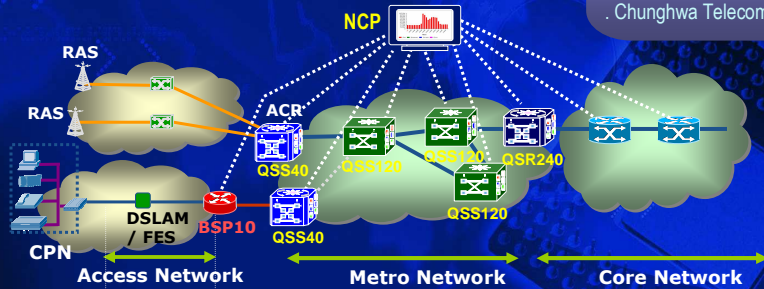 . Chunghwa Telecom
NCP
RAS
RAS
ACR
QSS40
QSS120
QSS120
QSR240
QSS120
DSLAM
/ FES
BSP10
QSS40
CPN
Access Network
Metro Network
Core Network